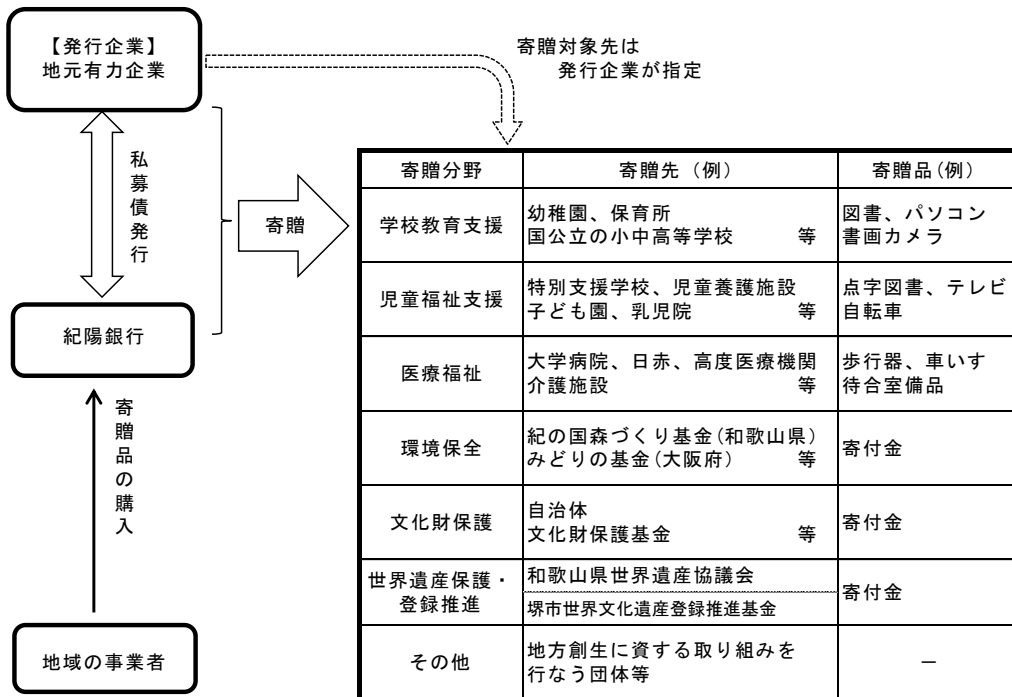 【発行企業】
地元有力企業
寄贈対象先は
発行企業が指定
私募債発行
寄贈
紀陽銀行
寄贈品の購入
地域の事業者
寄贈分野 寄贈先（例） 寄贈品(例)
学校教育支援
幼稚園、保育所
国公立の小中高等学校 等
図書、パソコン
書画カメラ
児童福祉支援
特別支援学校、児童養護施設
子ども園、乳児院 等
点字図書、テレビ
自転車
医療福祉
大学病院、日赤、高度医療機関
介護施設 等
歩行器、車いす
待合室備品
環境保全
紀の国森づくり基金(和歌山県)
みどりの基金(大阪府) 等
寄付金
文化財保護
自治体
文化財保護基金 等
寄付金
世界遺産保護・
登録推進
和歌山県世界遺産協議会
堺市世界文化遺産登録推進基金
寄付金
その他
地方創生に資する取り組みを
行なう団体等
－